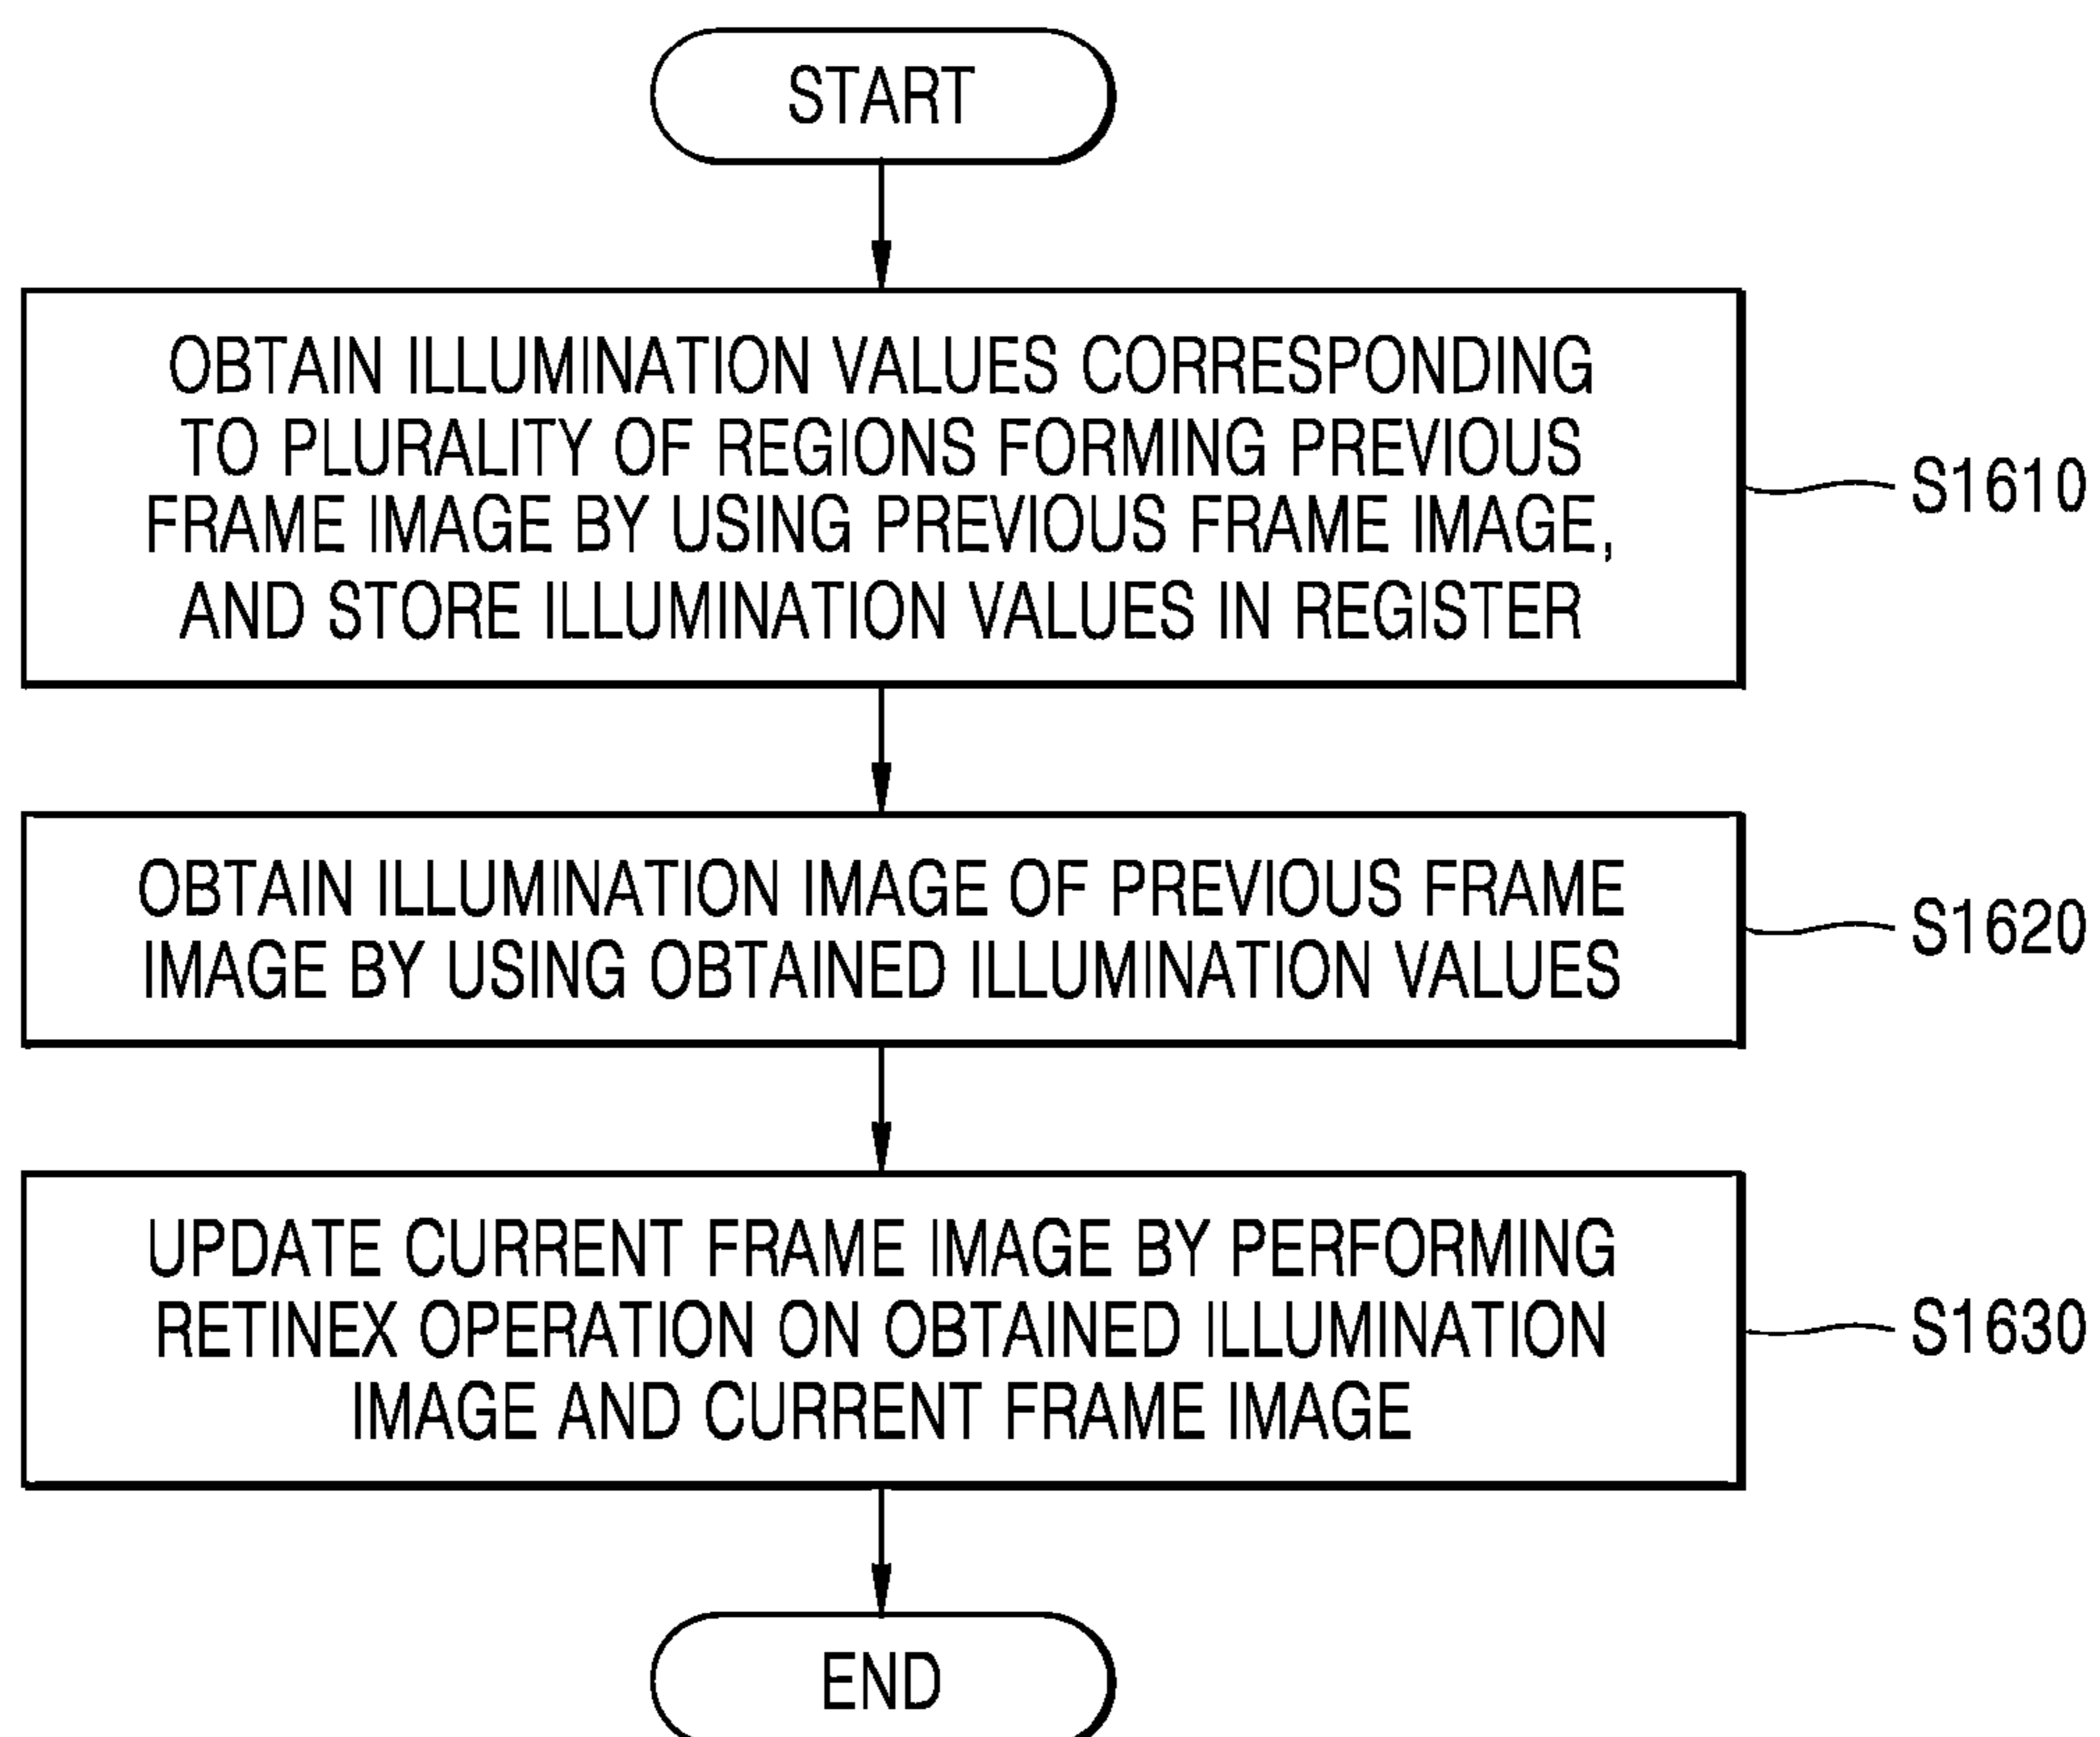 START
OBTAIN ILLUMINATION VALUES CORRESPONDING
TO PLURALITY OF REGIONS FORMING PREVIOUS
FRAME IMAGE BY USING PREVIOUS FRAME IMAGE,
AND STORE ILLUMINATION VALUES IN REGISTER
S1610
OBTAIN ILLUMINATION IMAGE OF PREVIOUS FRAME
IMAGE BY USING OBTAINED ILLUMINATION VALUES
S1620
UPDATE CURRENT FRAME IMAGE BY PERFORMING
RETINEX OPERATION ON OBTAINED ILLUMINATION
IMAGE AND CURRENT FRAME IMAGE
S1630
END